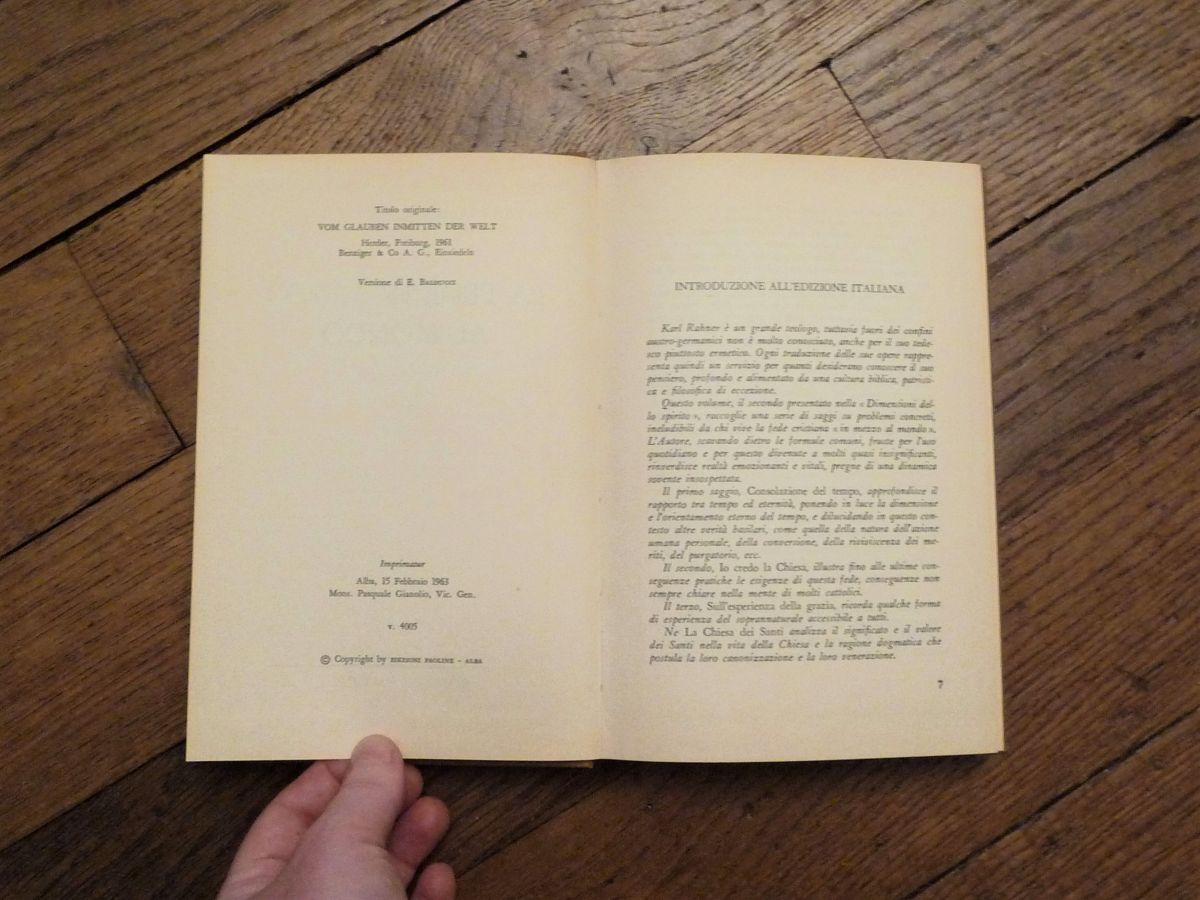 Titolo originale:
VOM GLAUBEN INMITTEN DER WELT
Herder, Freiburg, 1961
Benziger & Co A. G., Einsiedeln
Versione di E.
Imprimatur
Alba, 15 Febbraio 1963
Mons. Pasquale Gianolio, Vic. Gen.
v. 4005
© Copyright by EDIZIONI PAOLINE - ALBA
INTRODUZIONE ALL'EDIZIONE ITALIANA
Karl Rahner è un grande teologo, tuttavia fuori dei confini
austro-germanici non è molto conosciuto, anche per il suo tede-
sco piuttosto ermetico. Ogni traduzione delle sue opere rappre-
senta quindi un servizio per quanti desiderano conoscere il suo
pensiero, profondo e alimentato da una cultura biblica, patristi-
ca e filosofica di eccezione.
Questo volume, il secondo presentato nella « Dimensioni del-
lo spirito », raccoglie una serie di saggi su problemi concreti,
ineludibili da chi vive la fede cristiana « in mezzo al mondo ».
L'Autore, scavando dietro le formule comuni, fruste per l'uso
quotidiano e per questo divenute a molti quasi insignificanti,
rinverdisce realtà emozionanti e vitali, pregne di una dinamica
sovente insospettata.
Il primo saggio, Consolazione del tempo, approfondisce il
rapporto tra tempo ed eternità, ponendo in luce la dimensione
e l'orientamento eterno del tempo, e dilucidando in questo con-
testo altre verità basilari, come quella della natura dell'azione
umana personale, della conversione, della reviviscenza dei me-
riti, del purgatorio, ecc.
Il secondo, Io credo la Chiesa, illustra fino alle ultime con-
seguenze pratiche le esigenze di questa fede, conseguenze non
sempre chiare nella mente di molti cattolici.
Il terzo, Sull'esperienza della grazia, ricorda qualche forma
di esperienza del soprannaturale accessibile a tutti.
Ne La Chiesa dei Santi analizza il significato e il valore
dei Santi nella vita della Chiesa e la ragione dogmatica che
postula la loro canonizzazione e la loro venerazione.
7